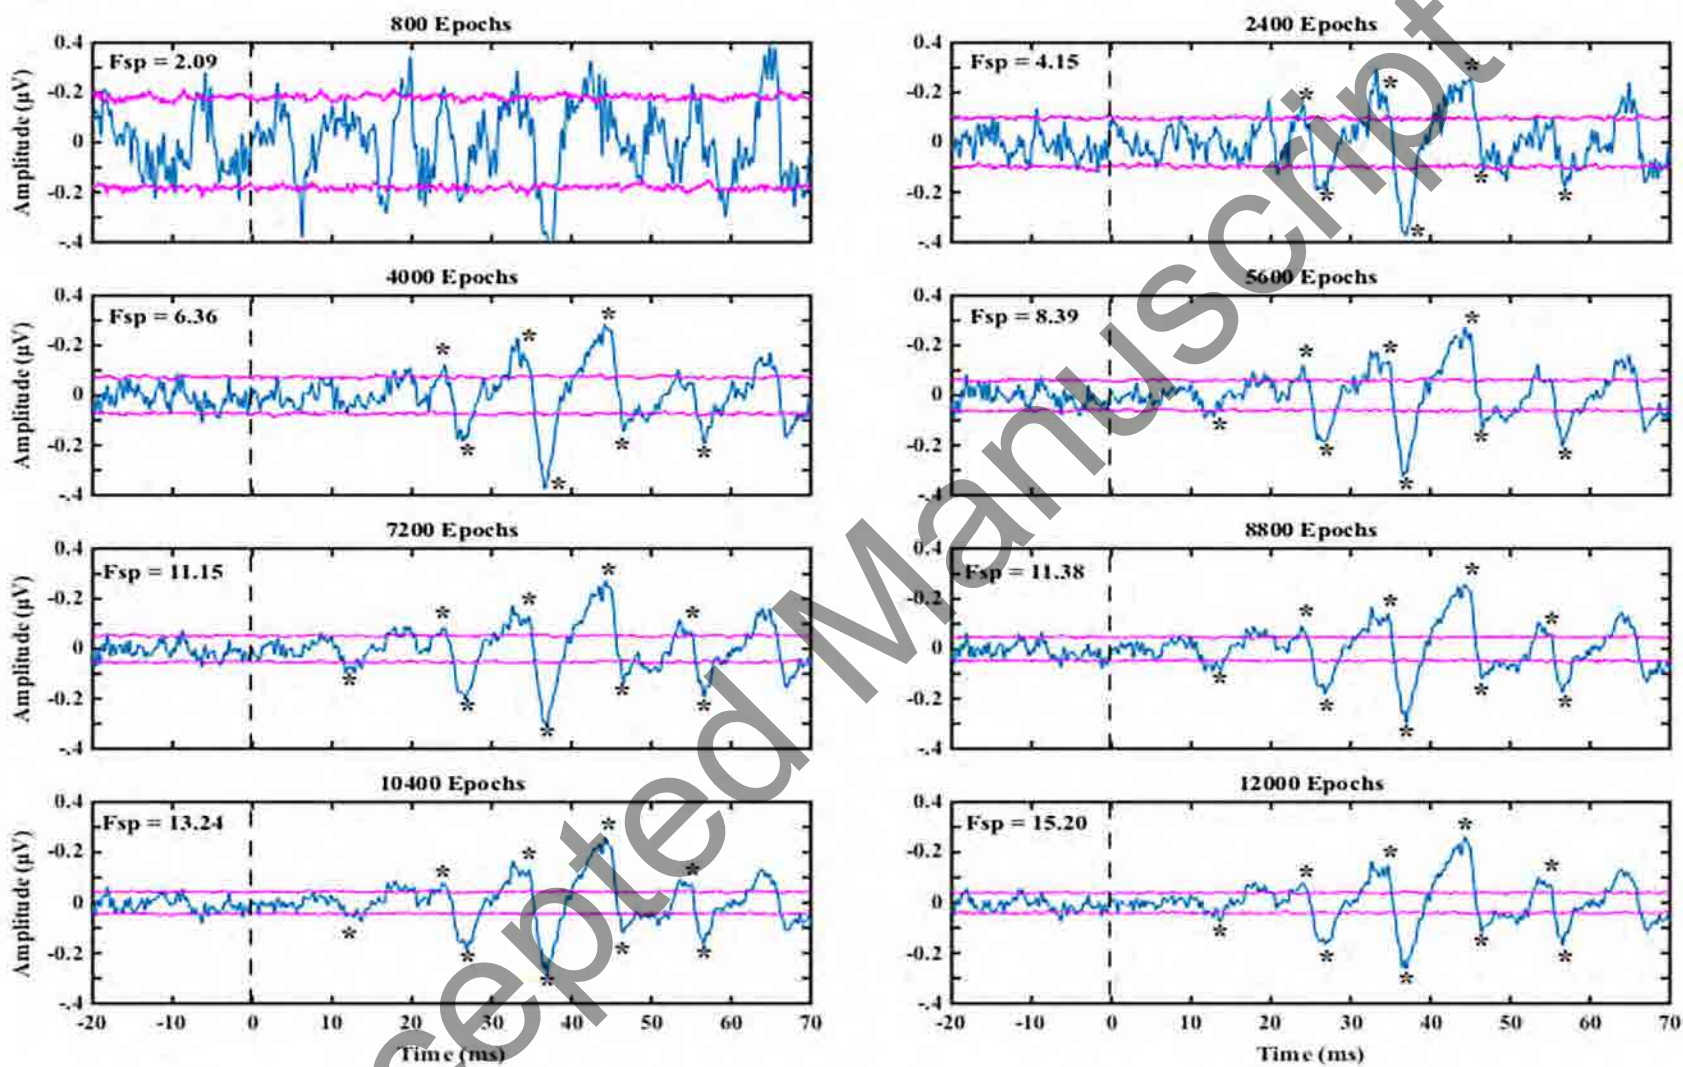 800 Epochs
0.4
-0.2
0
-0.2
-.4
Amplitude (µV)
Fsp = 2.09
2400 Epochs
0.4
-0.2
0
-0.2
-.4
Fsp = 4.15
4000 Epochs
0.4
-0.2
0
-0.2
-.4
Amplitude (µV)
Fsp = 6.36
5600 Epochs
0.4
-0.2
0
-0.2
-.4
Fsp = 8.39
7200 Epochs
0.4
-0.2
0
-0.2
-.4
Amplitude (µV)
Fsp = 11.15
8800 Epochs
0.4
-0.2
0
-0.2
-.4
Fsp = 11.38
10400 Epochs
0.4
-0.2
0
-0.2
-.4
Amplitude (µV)
Fsp = 13.24
-20 -10 0 10 20 30 40 50 60 70
Time (ms)
12000 Epochs
0.4
-0.2
0
-0.2
-.4
Fsp = 15.20
-20 -10 0 10 20 30 40 50 60 70
Time (ms)
cepted Manuscript